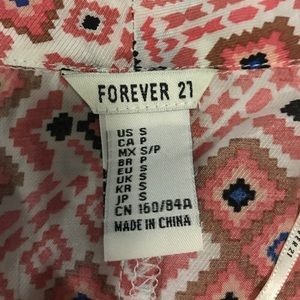 FOREVER 21
US S
CA P
MX S/P
BR P
EU S
UK S
KR S
JP S
CN 160/84A
MADE IN CHINA